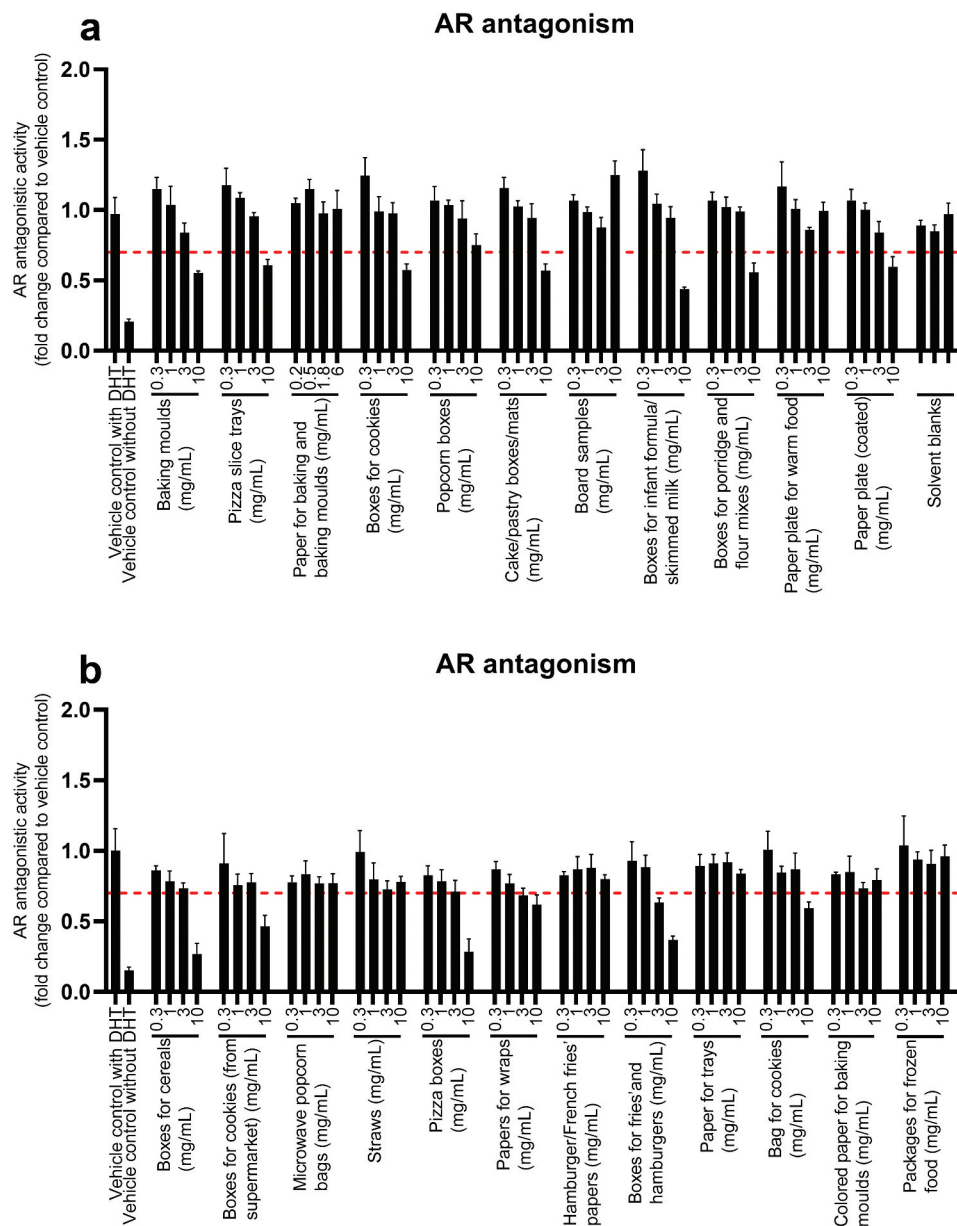 a
AR antagonism
AR antagonistic activity
(fold change compared to vehicle control)
2.0
1.5
1.0
0.5
0.0
Vehicle control with DHT
Vehicle control without DHT
0.3
1
3
10
Baking moulds
(mg/mL)
0.3
1
3
10
Pizza slice trays
(mg/mL)
0.2
0.5
1.8
6
Paper for baking and
baking moulds (mg/mL)
0.3
1
3
10
Boxes for cookies
(mg/mL)
0.3
1
3
10
Popcorn boxes
(mg/mL)
0.3
1
3
10
Cake/pastry boxes/mats
(mg/mL)
0.3
1
3
10
Board samples
(mg/mL)
0.3
1
3
10
Boxes for infant formula/
skimmed milk (mg/mL)
0.3
1
3
10
Boxes for porridge and
flour mixes (mg/mL)
0.3
1
3
10
Paper plate for warm food
(mg/mL)
0.3
1
3
10
Paper plate (coated)
(mg/mL)
Solvent blanks
b
AR antagonism
AR antagonistic activity
(fold change compared to vehicle control)
2.0
1.5
1.0
0.5
0.0
Vehicle control with DHT
Vehicle control without DHT
0.3
1
3
10
Boxes for cereals
(mg/mL)
0.3
1
3
10
Boxes for cookies (from
supermarket) (mg/mL)
0.3
1
3
10
Microwave popcorn
bags (mg/mL)
0.3
1
3
10
Straws (mg/mL)
0.3
1
3
10
Pizza boxes
(mg/mL)
0.3
1
3
10
Papers for wraps
(mg/mL)
0.3
1
3
10
Hamburger/French fries'
papers (mg/mL)
0.3
1
3
10
Boxes for fries'and
hamburgers (mg/mL)
0.3
1
3
10
Paper for trays
(mg/mL)
0.3
1
3
10
Bag for cookies
(mg/mL)
0.3
1
3
10
Colored paper for baking
moulds (mg/mL)
0.3
1
3
10
Packages for frozen
food (mg/mL)